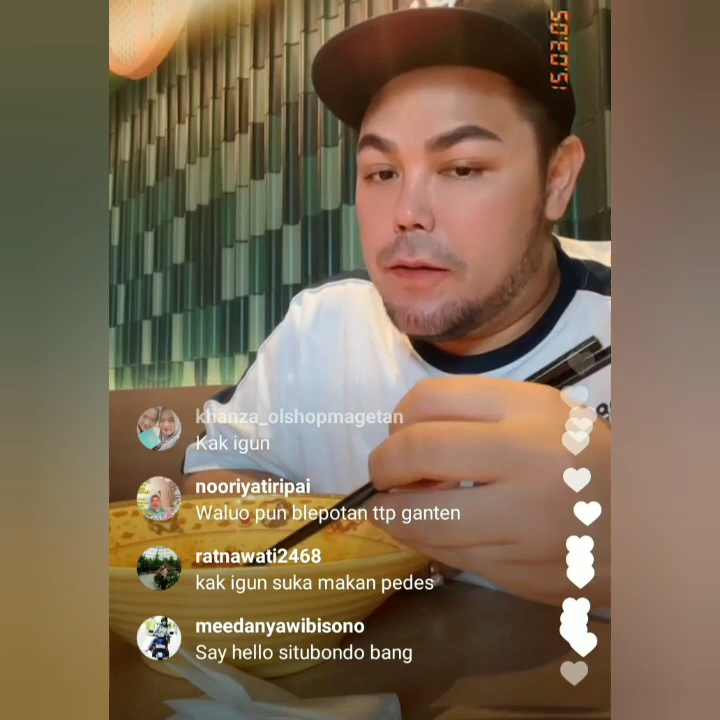 15.03.05
khanza_olshopmagetan
Kak igun
nooriyatiripai
Waluo pun blepotan ttp ganten
ratnawati2468
kak igun suka makan pedes
meedanyawibisono
Say hello situbondo bang